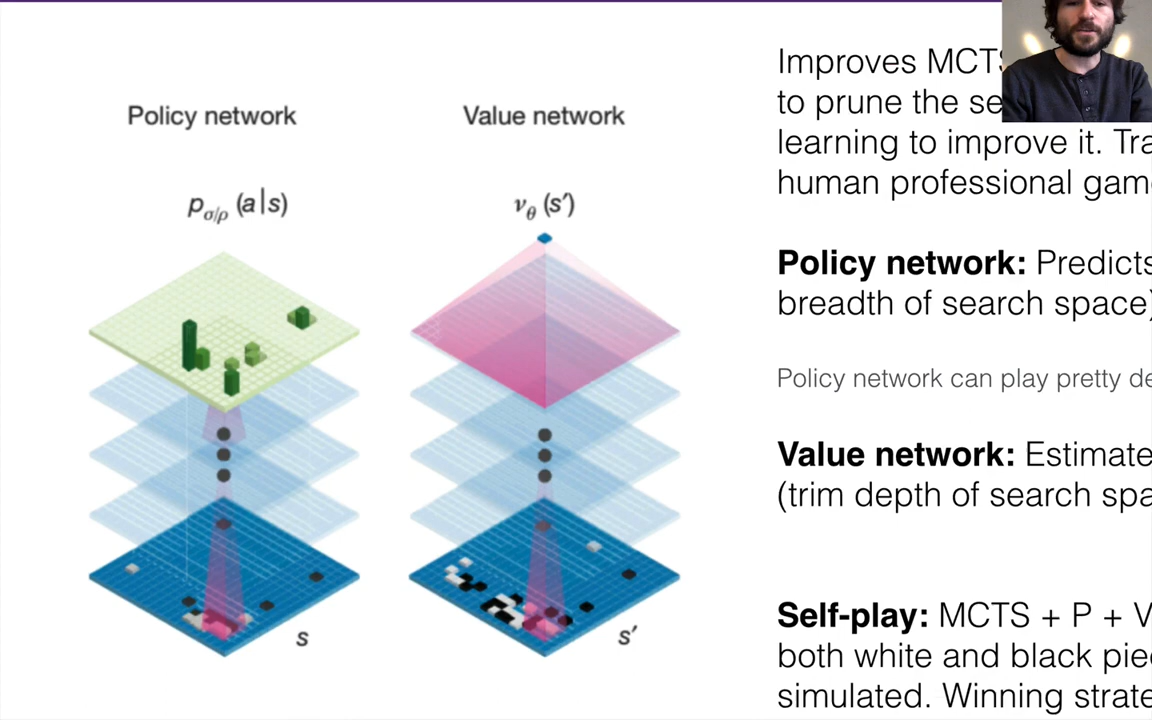 Policy network
Value network
pσ/ρ (a|s)
νθ (s′)
s
s′
Improves MCTS
to prune the se
learning to improve it. Tra
human professional gam
Policy network: Predicts
breadth of search space)
Policy network can play pretty de
Value network: Estimate
(trim depth of search spa
Self-play: MCTS + P + V
both white and black pie
simulated. Winning strate